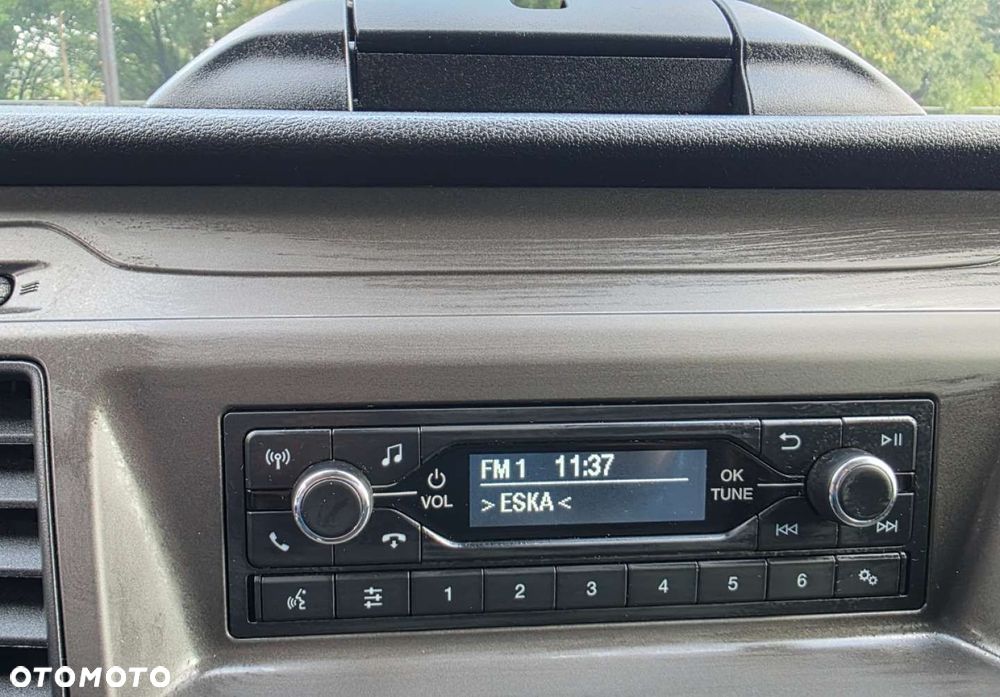 FM 1 11:37
> ESKA <
VOL
OK
TUNE
1 2 3 4 5 6
OTOMOTO